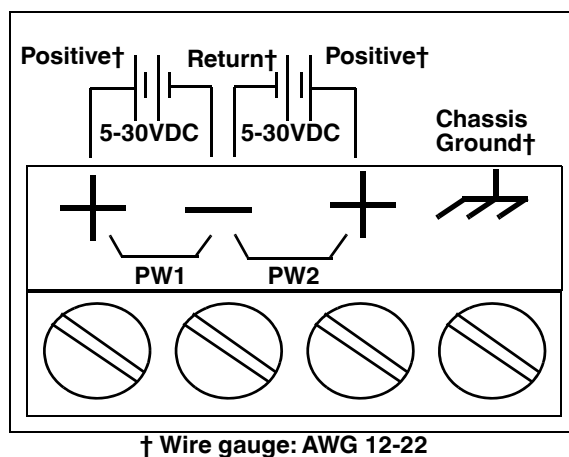 Positive† Return† Positive†
5-30VDC 5-30VDC
Chassis
Ground†
PW1 PW2
† Wire gauge: AWG 12-22